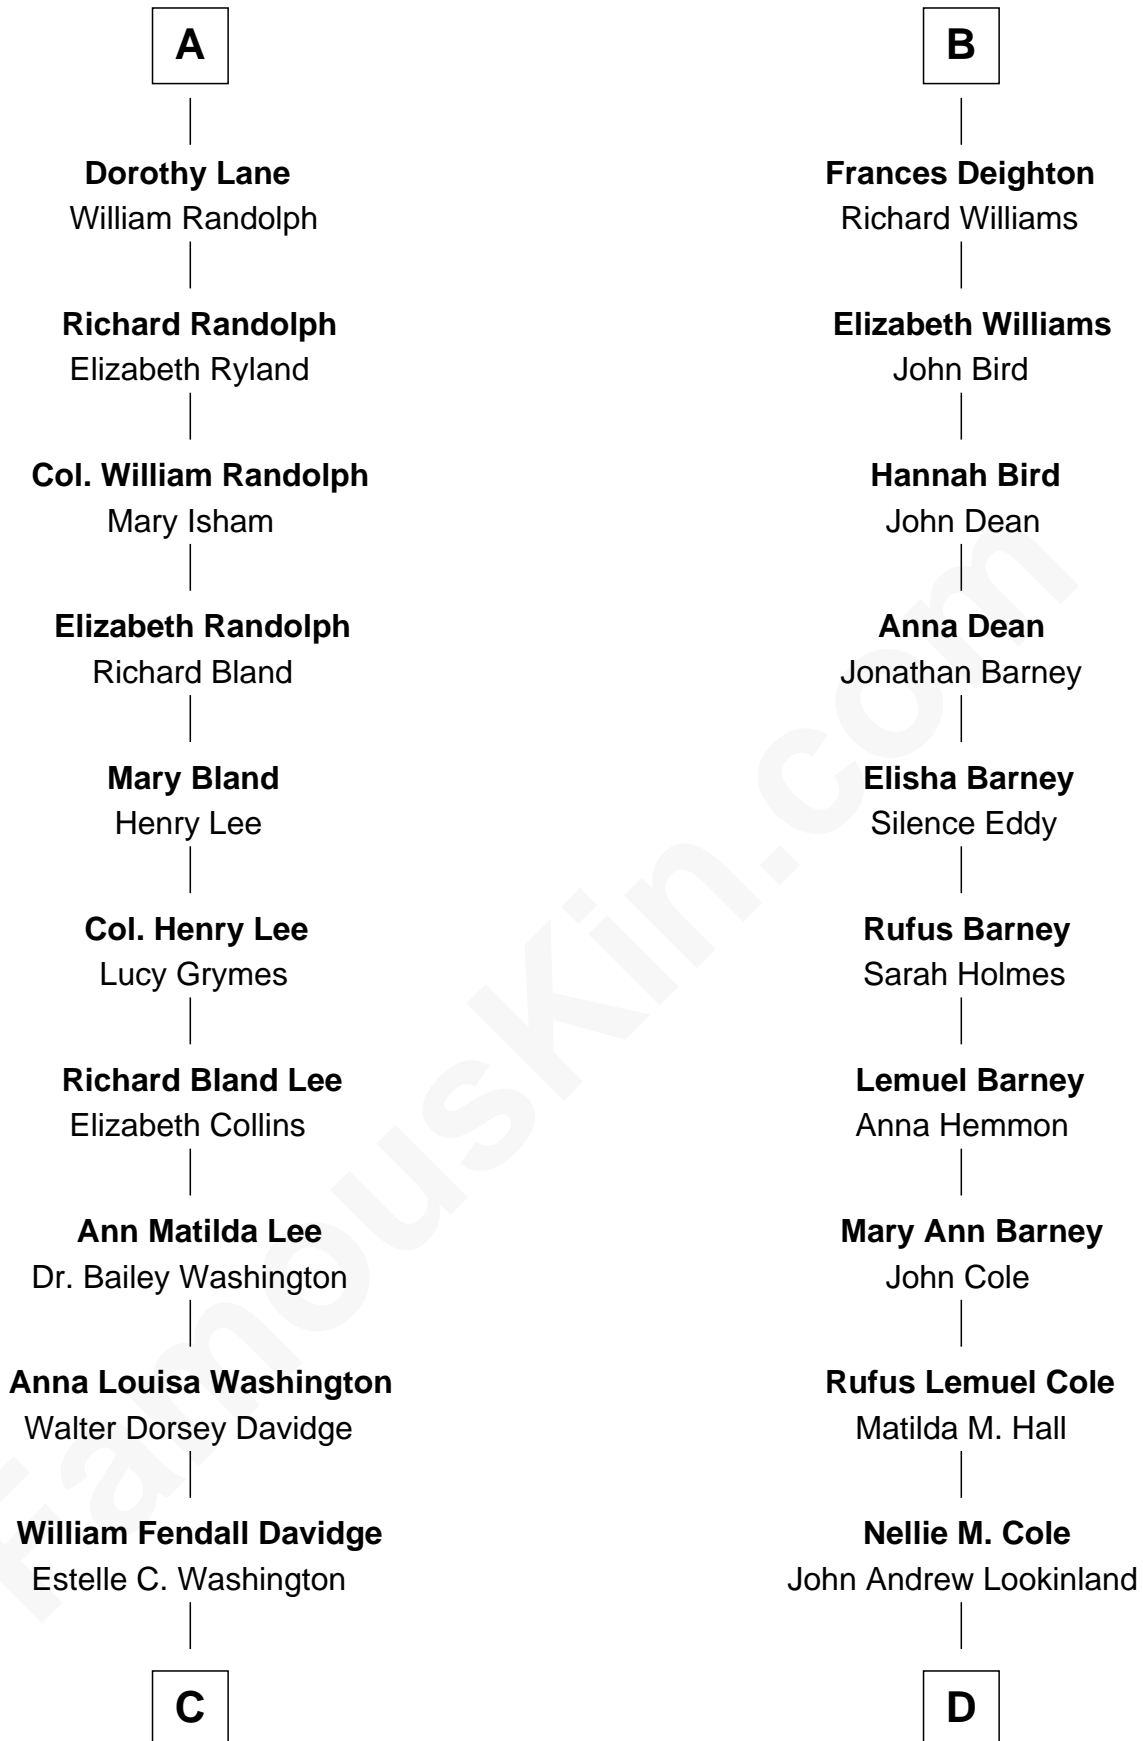 A
Dorothy Lane
William Randolph
Richard Randolph
Elizabeth Ryland
Col. William Randolph
Mary Isham
Elizabeth Randolph
Richard Bland
Mary Bland
Henry Lee
Col. Henry Lee
Lucy Grymes
Richard Bland Lee
Elizabeth Collins
Ann Matilda Lee
Dr. Bailey Washington
Anna Louisa Washington
Walter Dorsey Davidge
William Fendall Davidge
Estelle C. Washington
C
B
Frances Deighton
Richard Williams
Elizabeth Williams
John Bird
Hannah Bird
John Dean
Anna Dean
Jonathan Barney
Elisha Barney
Silence Eddy
Rufus Barney
Sarah Holmes
Lemuel Barney
Anna Hemmon
Mary Ann Barney
John Cole
Rufus Lemuel Cole
Matilda M. Hall
Nellie M. Cole
John Andrew Lookinland
D
FamousKin.com